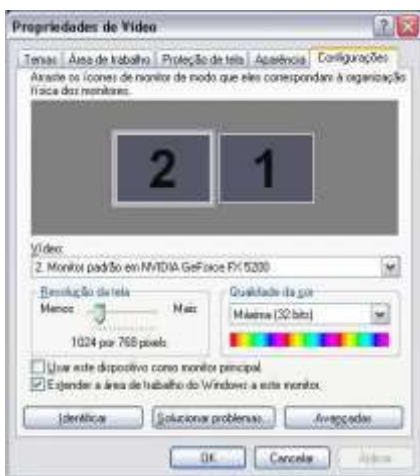 Propriedades de Vídeo
Temas Área de trabalho Proteção de tela Aparência Configurações
Arraste os ícones de monitor de modo que eles correspondam à organização
física dos monitores.
2 1
Vídeo:
2. Monitor padrão em NVIDIA GeForce FX 5200
Resolução da tela Qualidade da cor
Menos Mais Máxima (32 bits)
1024 por 768 pixels
Usar este dispositivo como monitor principal.
Estender a área de trabalho do Windows a este monitor.
Identificar Solucionar problemas... Avançadas
OK Cancelar Aplicar